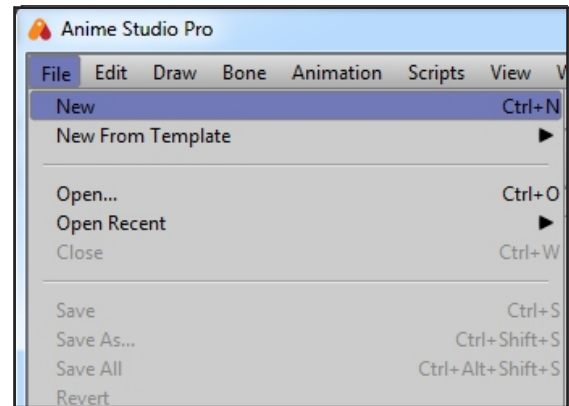 Anime Studio Pro
File Edit Draw Bone Animation Scripts View
New Ctrl+N
New From Template
Open... Ctrl+O
Open Recent
Close Ctrl+W
Save Ctrl+S
Save As... Ctrl+Shift+S
Save All Ctrl+Alt+Shift+S
Revert